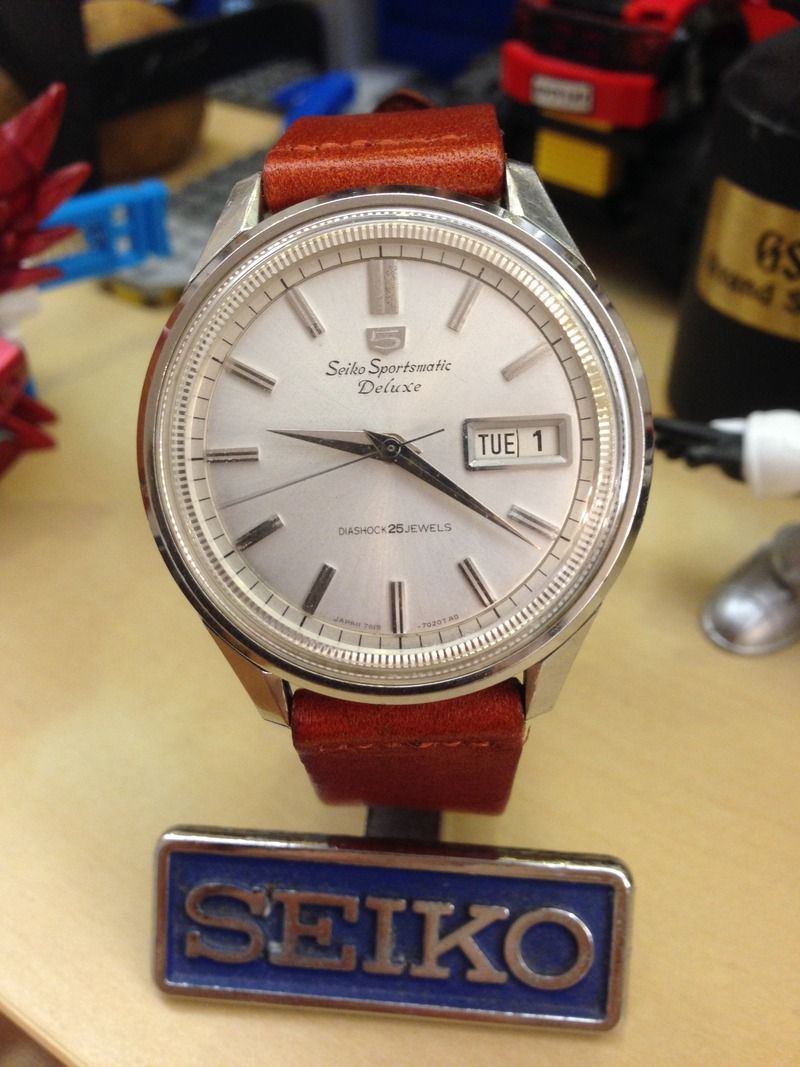 5
Seiko Sportsmatic
Deluxe
TUE 1
DIASHOCK 25 JEWELS
JAPAN 7619 -7020T AD
SEIKO